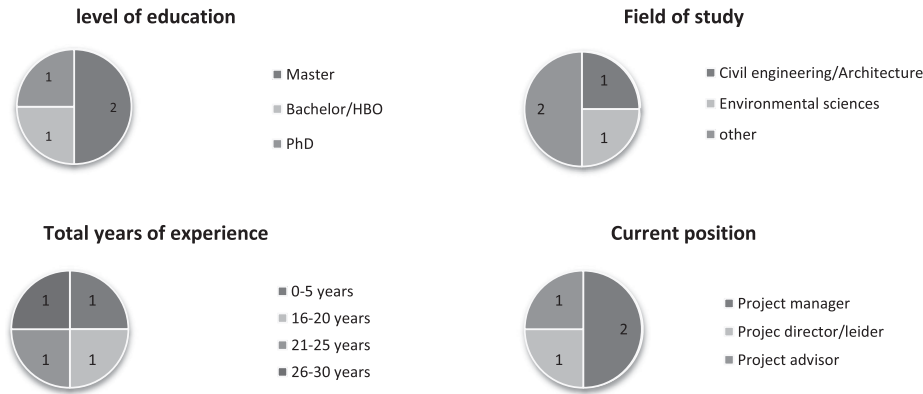 level of education
1
2
1
Master
Bachelor/HBO
PhD
Field of study
1
2
1
Civil engineering/Architecture
Environmental sciences
other
Total years of experience
1
1
1
1
0-5 years
16-20 years
21-25 years
26-30 years
Current position
1
2
1
Project manager
Projec director/leider
Project advisor